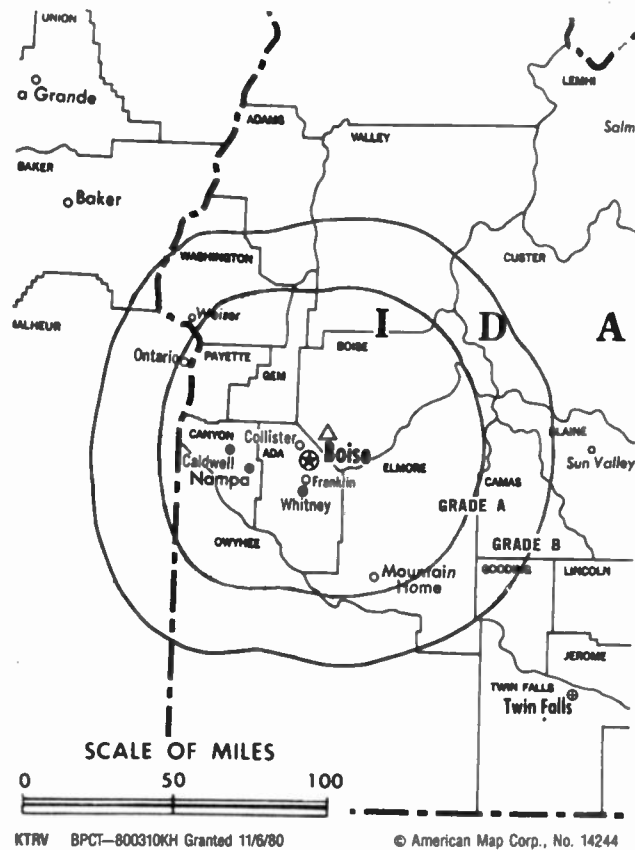 UNION
a Grande
LEMHI
ADAMS
VALLEY
Salm
BAKER
Baker
WASHINGTON
CUSTER
MALHEUR
Weiser
I D A
BOISE
Ontario
PAYETTE
GEM
CANYON
Collister
ADA
Boise
BLAINE
Sun Valley
Caldwell
Nampa
ELMORE
Franklin
CAMAS
Whitney
GRADE A
OWYHEE
GRADE B
Mountain
Home
GOODING
LINCOLN
JEROME
TWIN FALLS
Twin Falls
SCALE OF MILES
0 50 100
KTRV BPCT—800310KH Granted 11/6/80 © American Map Corp., No. 14244